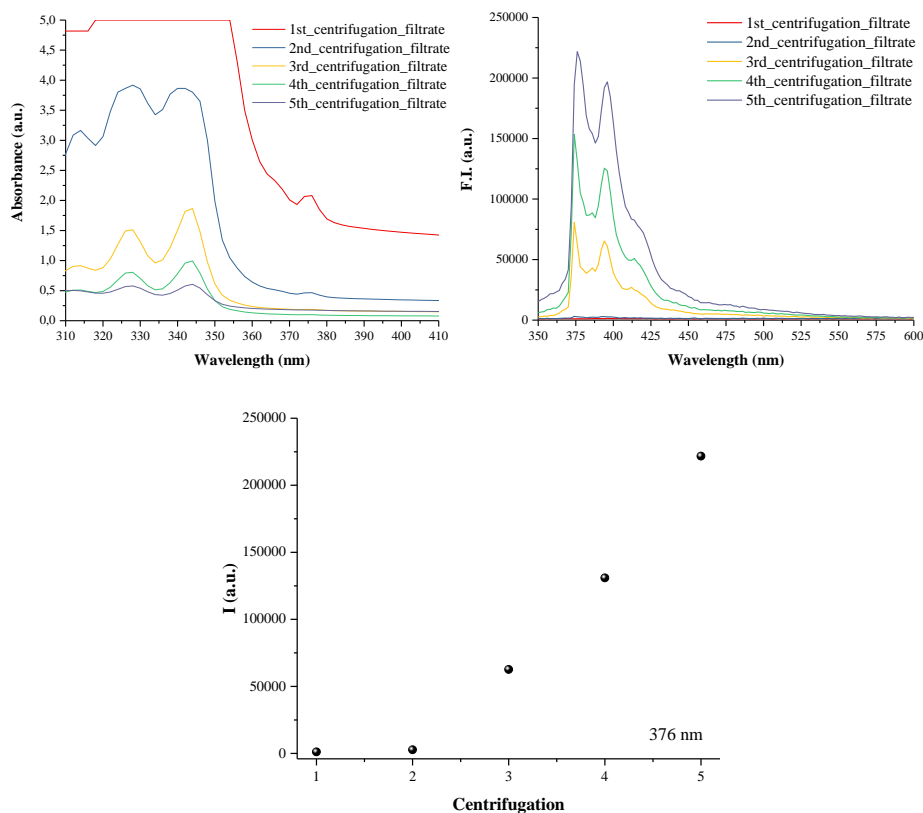 5,0
4,5
4,0
3,5
3,0
2,5
2,0
1,5
1,0
0,5
0,0
Absorbance (a.u.)
310 320 330 340 350 360 370 380 390 400 410
Wavelength (nm)
1st_centrifugation_filtrate
2nd_centrifugation_filtrate
3rd_centrifugation_filtrate
4th_centrifugation_filtrate
5th_centrifugation_filtrate
250000
200000
150000
100000
50000
0
F.I. (a.u.)
350 375 400 425 450 475 500 525 550 575 600
Wavelength (nm)
1st_centrifugation_filtrate
2nd_centrifugation_filtrate
3rd_centrifugation_filtrate
4th_centrifugation_filtrate
5th_centrifugation_filtrate
250000
200000
150000
100000
50000
0
I (a.u.)
376 nm
1 2 3 4 5
Centrifugation